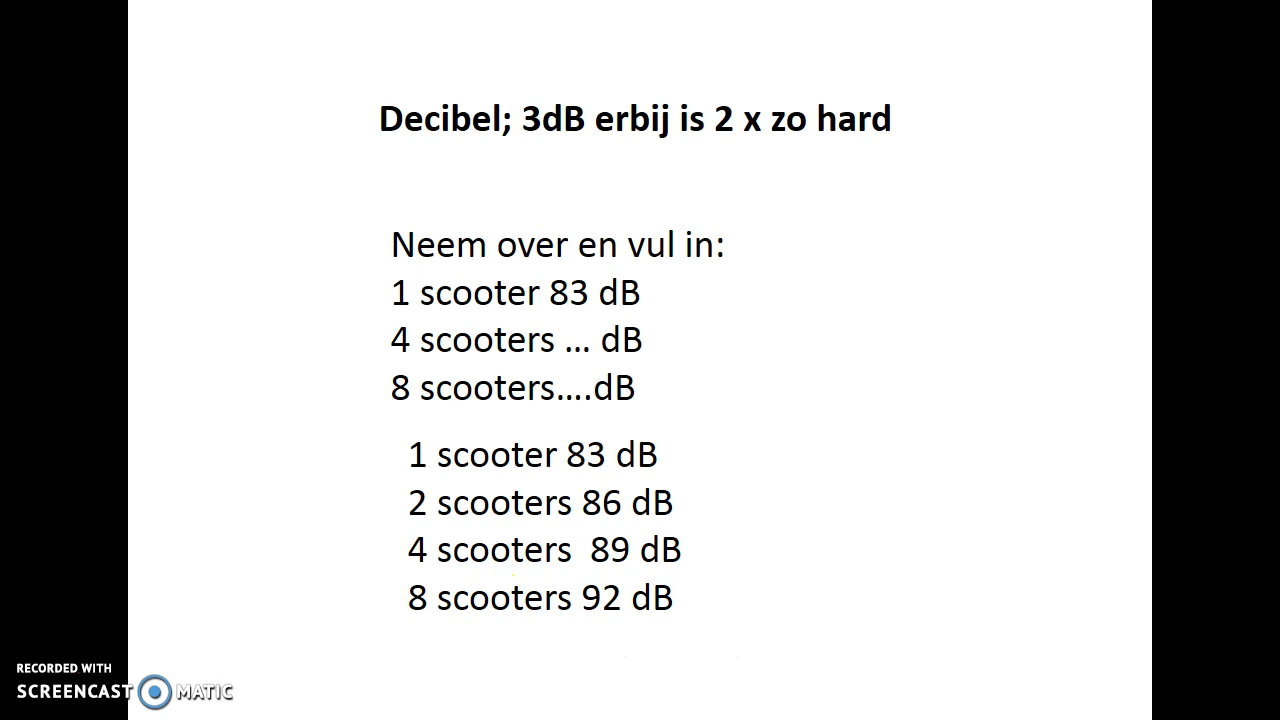 Decibel; 3dB erbij is 2 x zo hard
Neem over en vul in:
1 scooter 83 dB
4 scooters ... dB
8 scooters....dB
1 scooter 83 dB
2 scooters 86 dB
4 scooters  89 dB
8 scooters 92 dB
RECORDED WITH
SCREENCAST MATIC